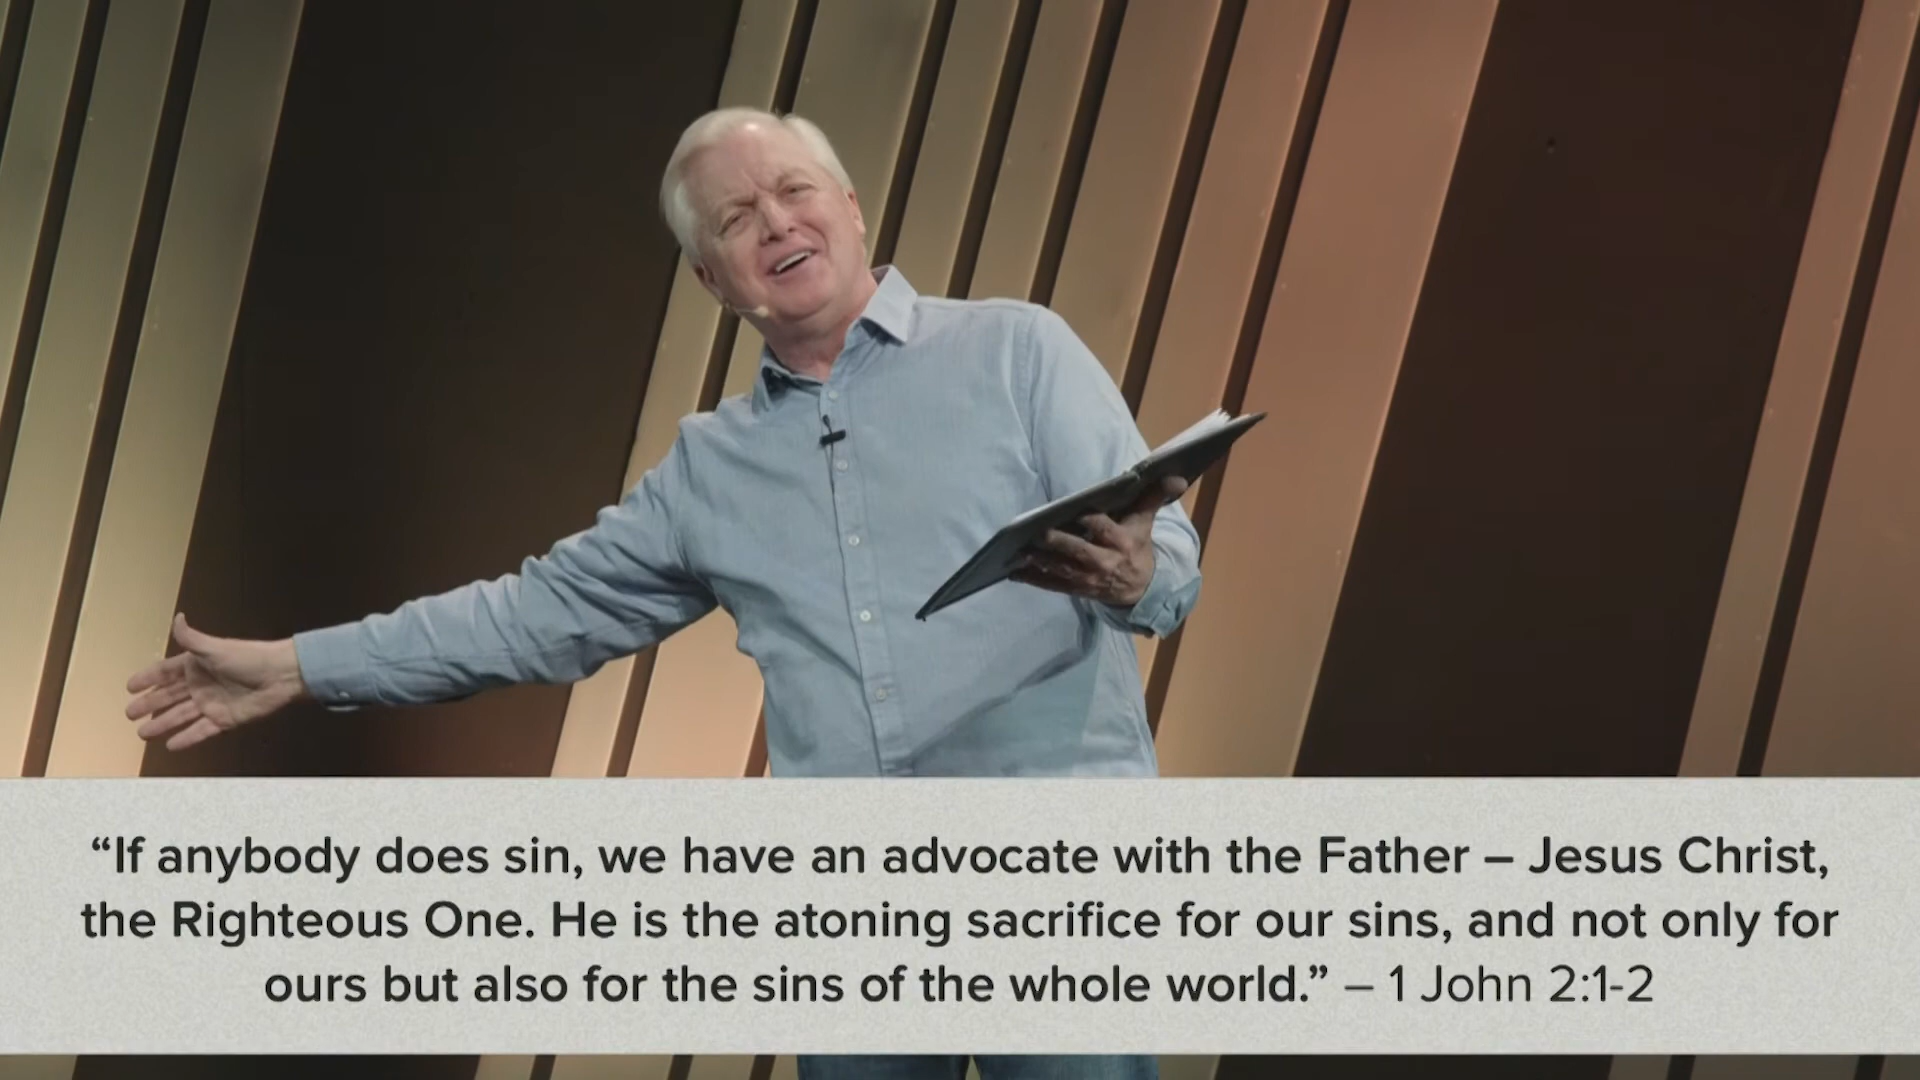 “If anybody does sin, we have an advocate with the Father – Jesus Christ,
the Righteous One. He is the atoning sacrifice for our sins, and not only for
ours but also for the sins of the whole world.” – 1 John 2:1-2